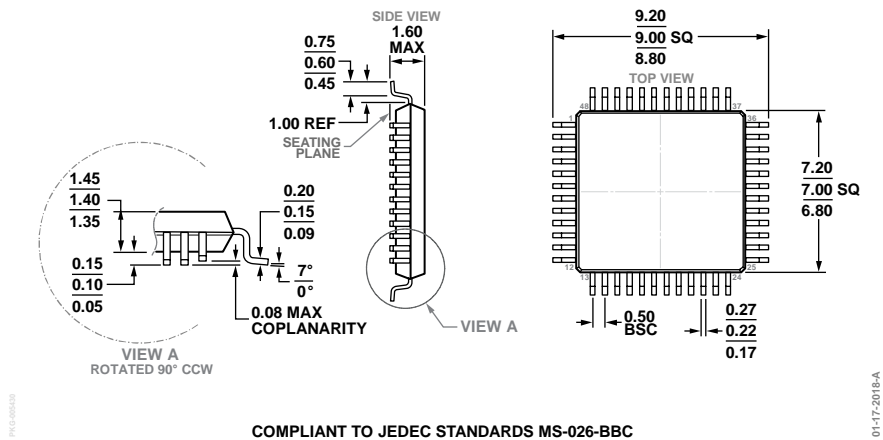 SIDE VIEW
1.60
MAX
0.75
0.60
0.45
1.00 REF
SEATING
PLANE
9.20
9.00 SQ
8.80
TOP VIEW
48
37
1
36
7.20
7.00 SQ
6.80
12
25
13
24
0.50
BSC
0.27
0.22
0.17
1.45
1.40
1.35
0.20
0.15
0.09
0.15
0.10
0.05
7°
0°
0.08 MAX
COPLANARITY
VIEW A
VIEW A
ROTATED 90° CCW
PKG-005430
01-17-2018-A
COMPLIANT TO JEDEC STANDARDS MS-026-BBC